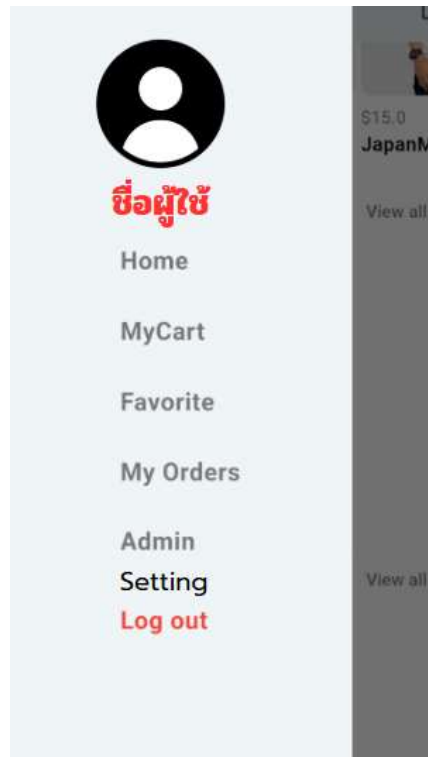 ชื่อผู้ใช้
Home
MyCart
Favorite
My Orders
Admin
Setting
Log out
$15.0
JapanM
View all
View all